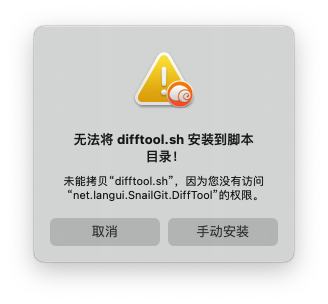 无法将 difftool.sh 安装到脚本
目录！
未能拷贝“difftool.sh”，因为您没有访问
“net.langui.SnailGit.DiffTool”的权限。
取消
手动安装